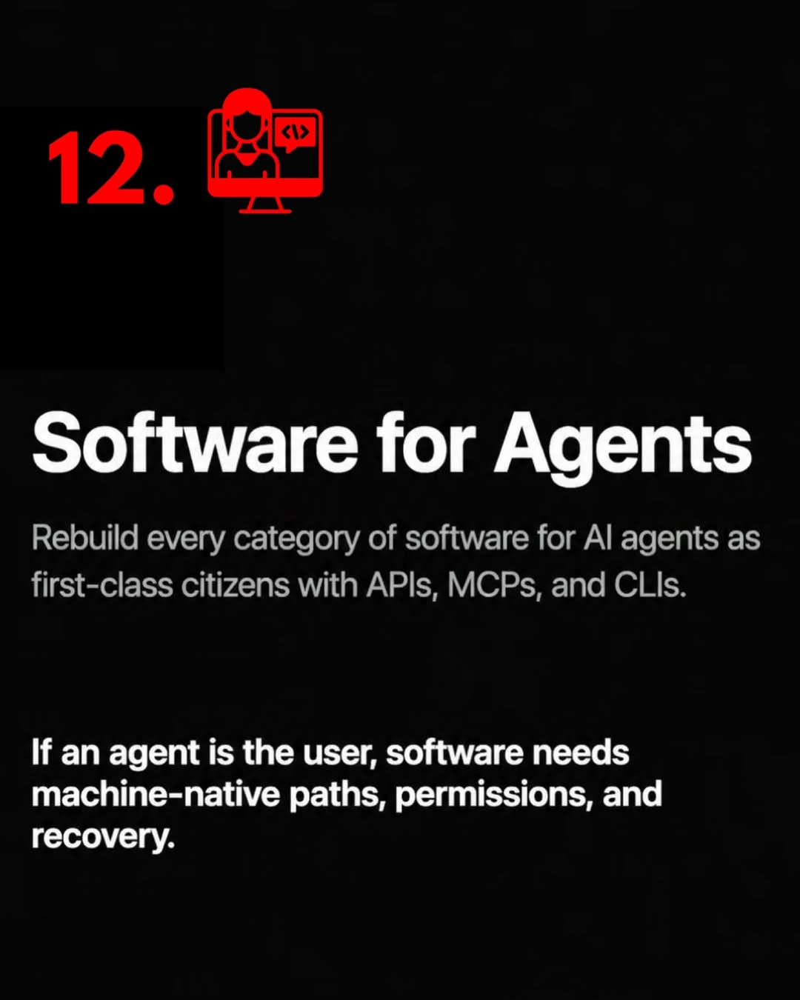 12.
</>
Software for Agents
Rebuild every category of software for AI agents as
first-class citizens with APIs, MCPs, and CLIs.
If an agent is the user, software needs
machine-native paths, permissions, and
recovery.